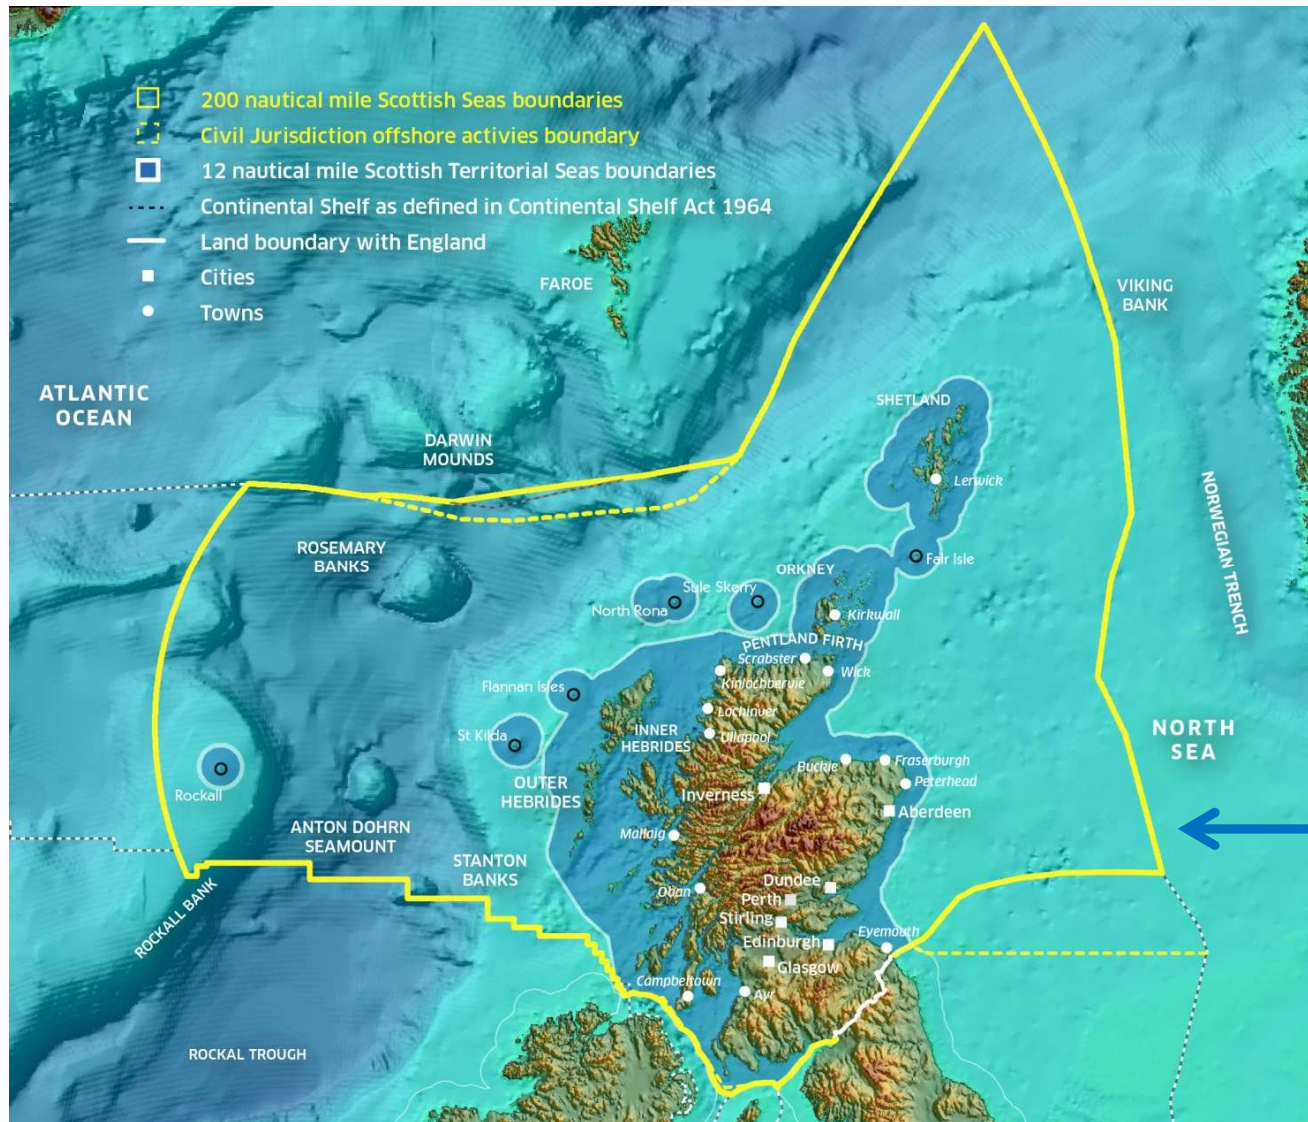 200 nautical mile Scottish Seas boundaries
Civil Jurisdiction offshore activies boundary
12 nautical mile Scottish Territorial Seas boundaries
Continental Shelf as defined in Continental Shelf Act 1964
Land boundary with England
Cities
Towns
FAROE
VIKING
BANK
ATLANTIC
OCEAN
SHETLAND
DARWIN
MOUNDS
Lerwick
NORWEGIAN TRENCH
ROSEMARY
BANKS
Fair Isle
ORKNEY
Sule Skerry
North Rona
Kirkwall
PENTLAND FIRTH
Scrabster
Wick
Kinlochbervie
Flannan Isles
Lochinver
INNER
HEBRIDES
Ullapool
St Kilda
NORTH
SEA
Fraserburgh
Buckie
Peterhead
OUTER
HEBRIDES
Inverness
Rockall
Aberdeen
ANTON DOHRN
SEAMOUNT
Mallaig
STANTON
BANKS
Dundee
Oban
Perth
Stirling
ROCKALL BANK
Eyemouth
Edinburgh
Glasgow
Campbeltown
Ayr
ROCKAL TROUGH